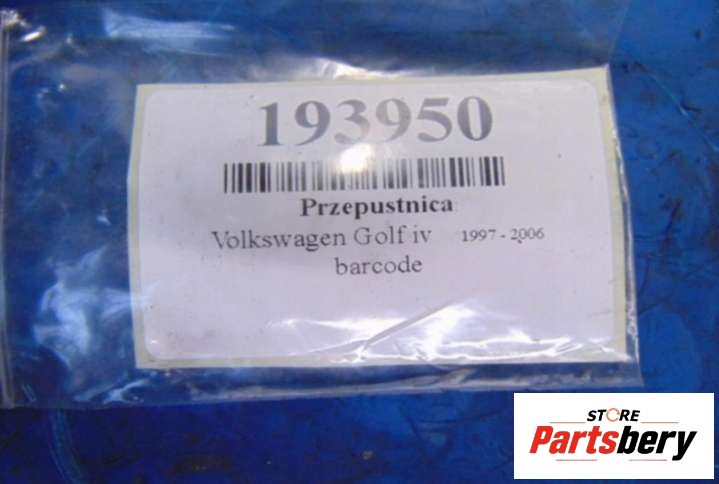 193950
Przepustnica
Volkswagen Golf iv 1997 - 2006
barcode
STORE
Partsbery